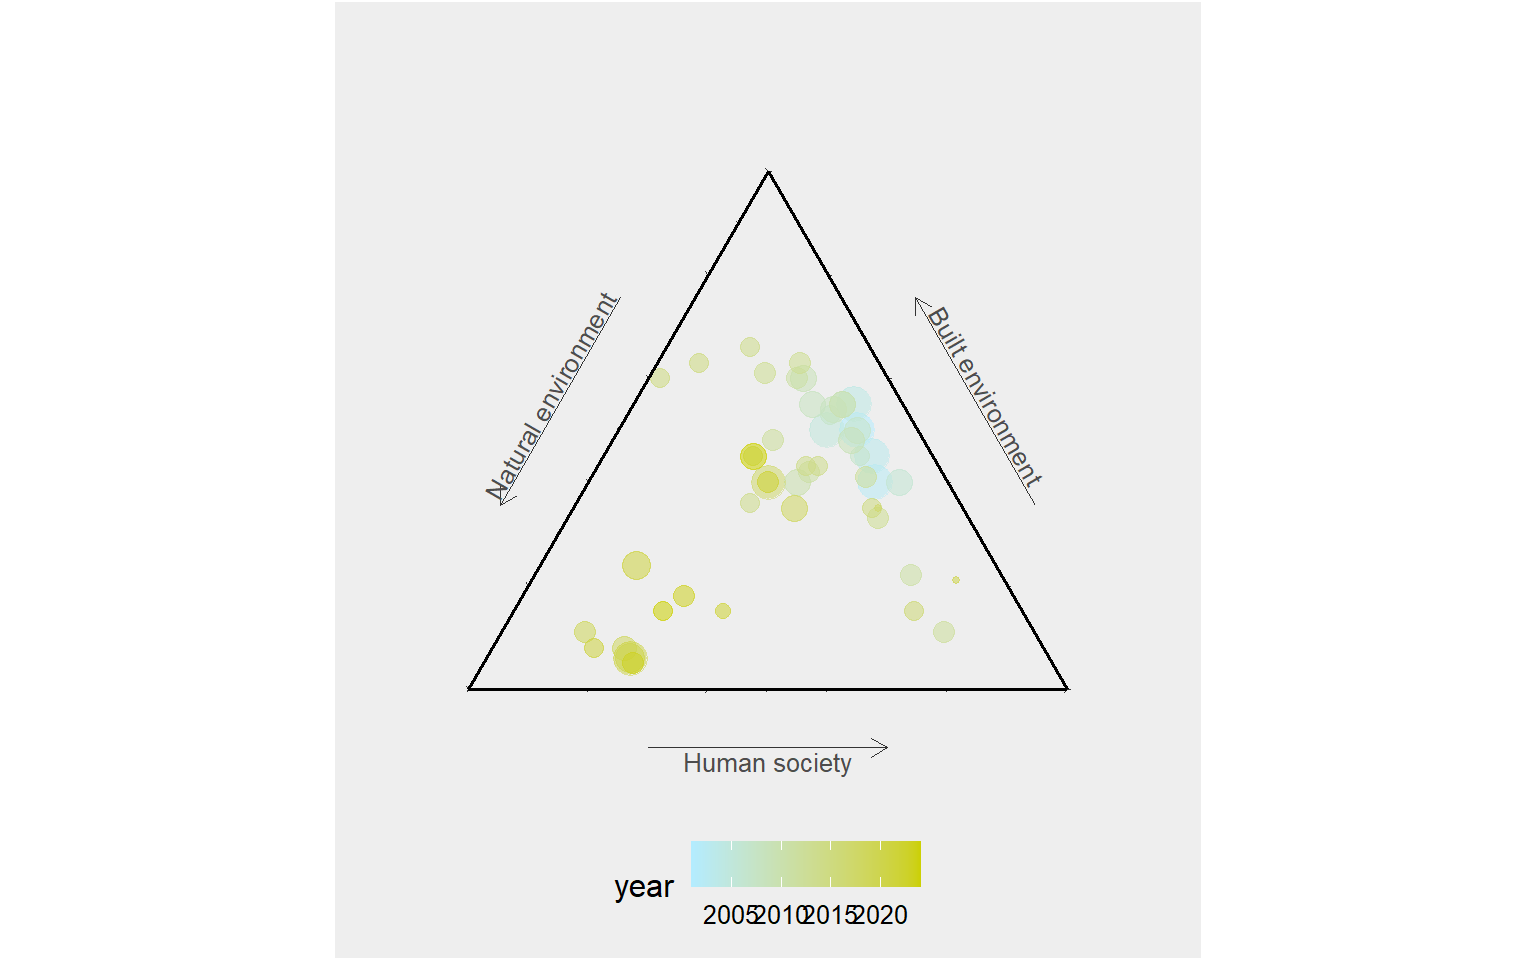 Natural environment
Built environment
Human society
year
2005 2010 2015 2020